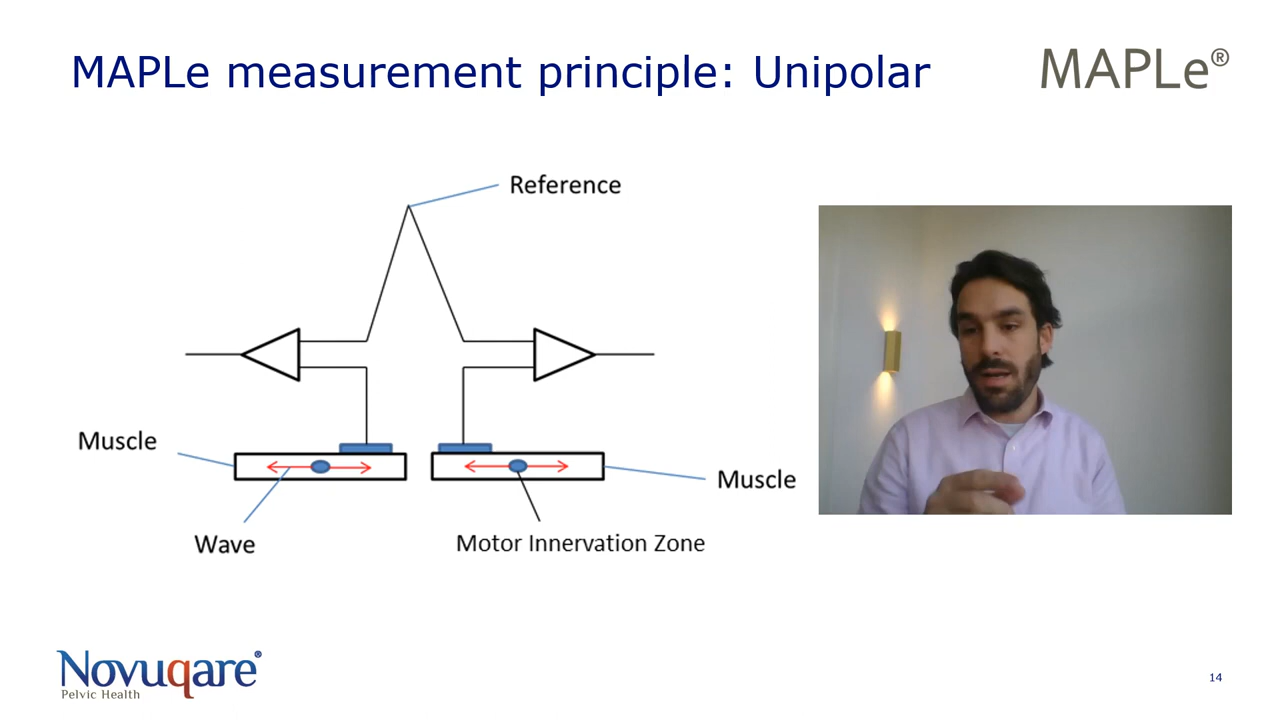 MAPLe measurement principle: Unipolar
MAPLe®
Reference
Muscle
Muscle
Wave
Motor Innervation Zone
Novuqare®
Pelvic Health
14